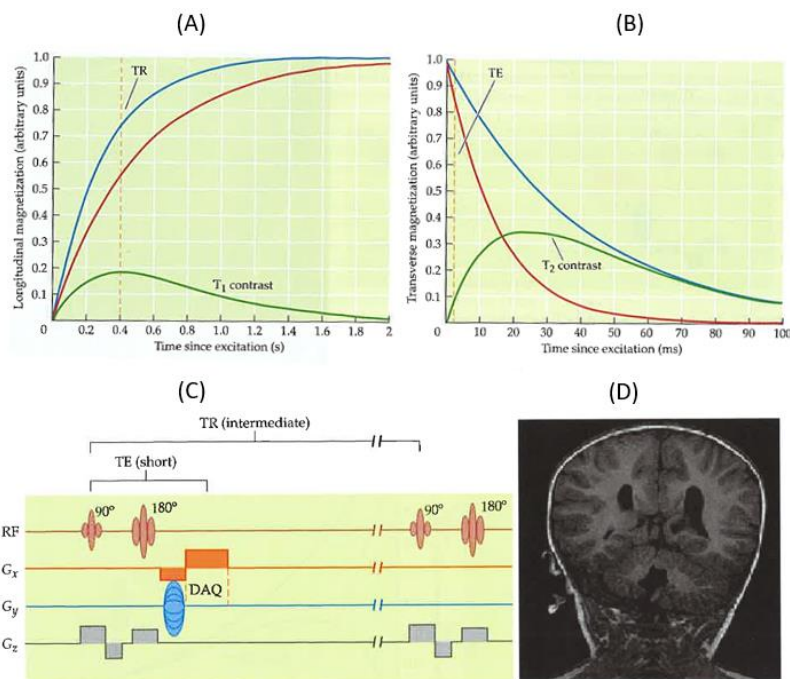 (A)
(B)
Longitudinal magnetization (arbitrary units)
1.0
0.9
0.8
0.7
0.6
0.5
0.4
0.3
0.2
0.1
TR
T1 contrast
0 0.2 0.4 0.6 0.8 1.0 1.2 1.4 1.6 1.8 2
Time since excitation (s)
Transverse magnetization (arbitrary units)
1.0
0.9
0.8
0.7
0.6
0.5
0.4
0.3
0.2
0.1
TE
T2 contrast
0 10 20 30 40 50 60 70 80 90 100
Time since excitation (ms)
(C)
(D)
TR (intermediate)
TE (short)
90° 180° 90° 180°
RF
Gx
DAQ
Gy
Gz